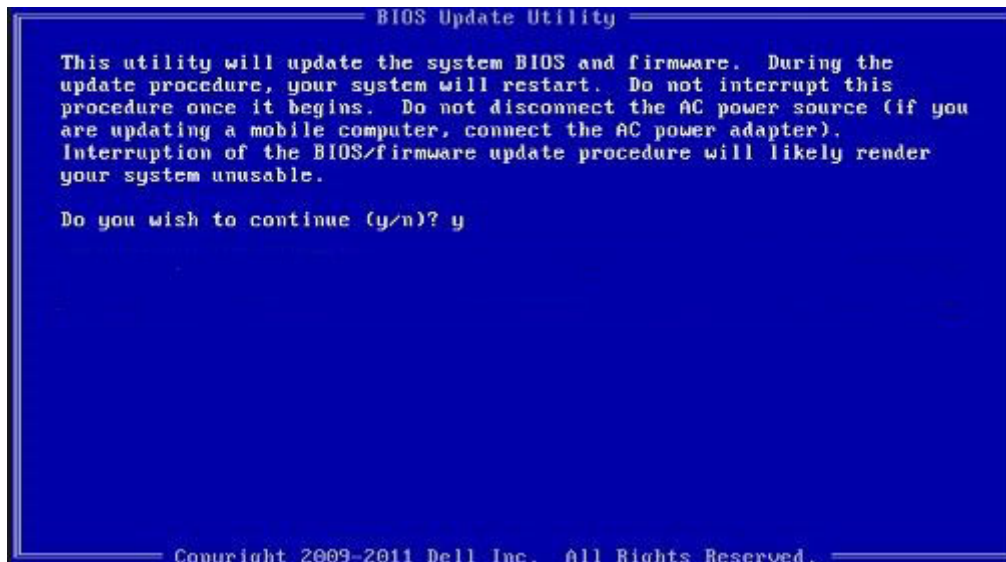 BIOS Update Utility
This utility will update the system BIOS and firmware. During the
update procedure, your system will restart. Do not interrupt this
procedure once it begins. Do not disconnect the AC power source (if you
are updating a mobile computer, connect the AC power adapter).
Interruption of the BIOS/firmware update procedure will likely render
your system unusable.
Do you wish to continue (y/n)? y
Copyright 2009-2011 Dell Inc. All Rights Reserved.